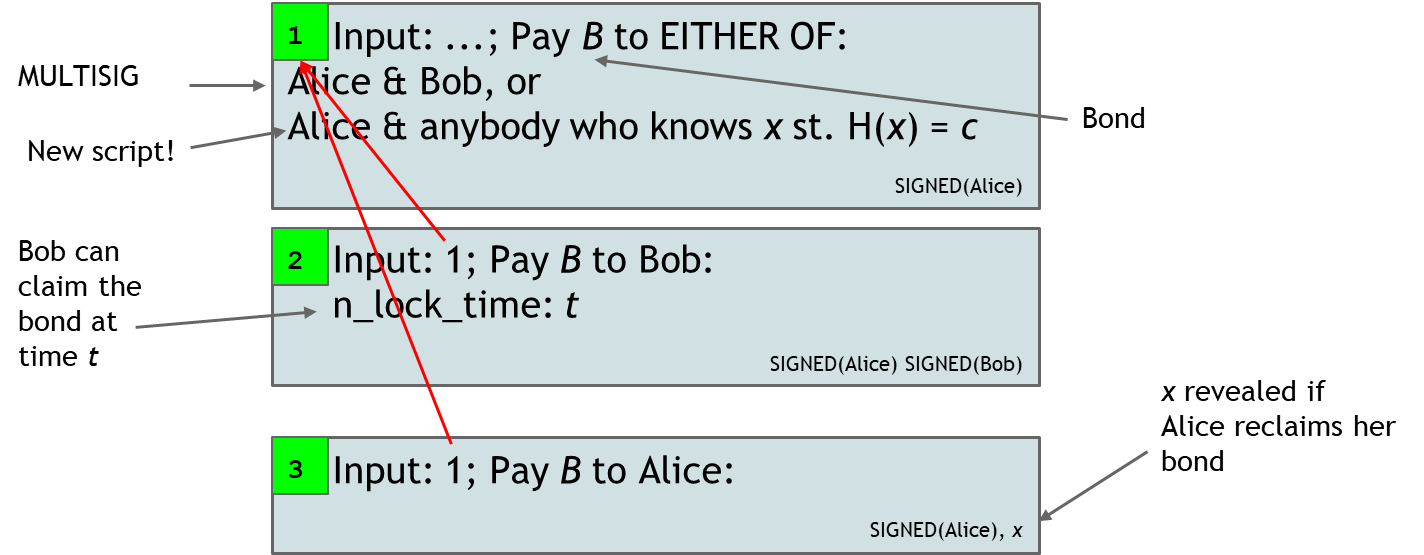 1 Input: ...; Pay B to EITHER OF:
Alice & Bob, or
Alice & anybody who knows x st. H(x) = c
SIGNED(Alice)
MULTISIG
New script!
Bond
2 Input: 1; Pay B to Bob:
n_lock_time: t
SIGNED(Alice) SIGNED(Bob)
Bob can
claim the
bond at
time t
3 Input: 1; Pay B to Alice:
SIGNED(Alice), x
x revealed if
Alice reclaims her
bond